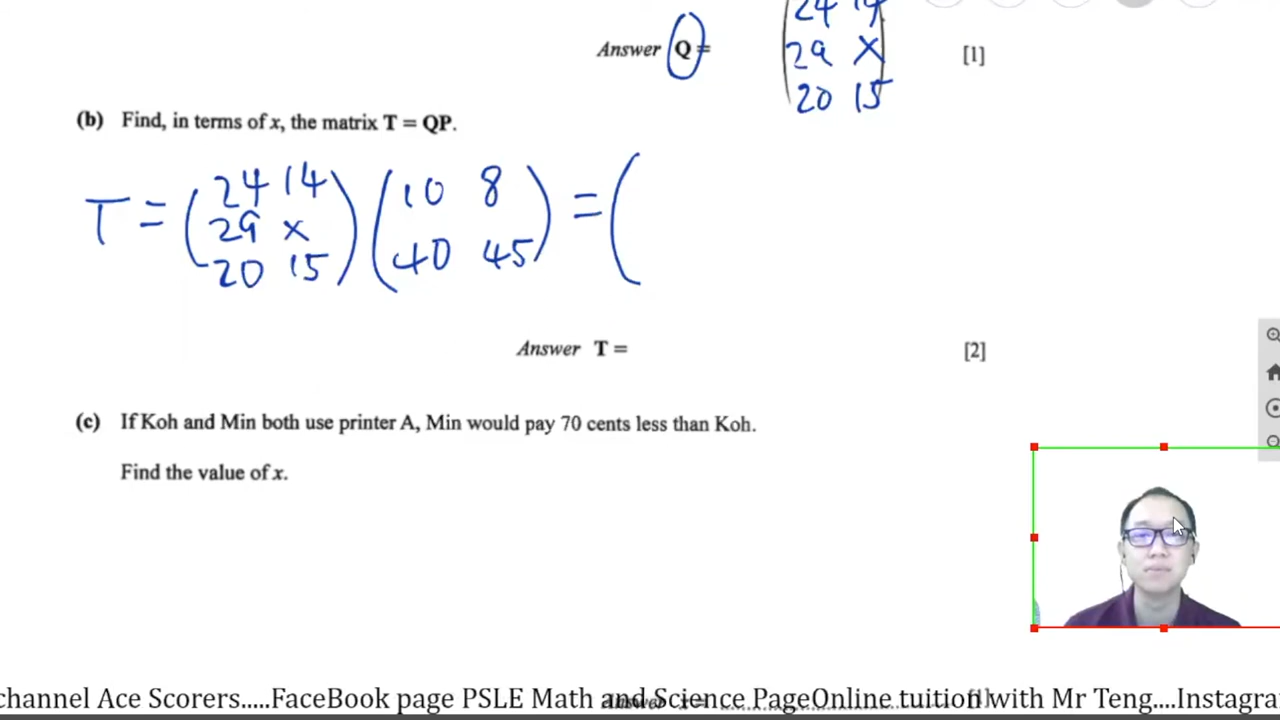 24 14
Answer Q = 29 x [1]
20 15
(b) Find, in terms of x, the matrix T = QP.
T = ( 24 14 ) ( 10 8 ) = (
29 x
20 15 40 45
Answer T = [2]
(c) If Koh and Min both use printer A, Min would pay 70 cents less than Koh.
Find the value of x.
channel Ace Scorers.....FaceBook page PSLE Math and Science PageOnline tuition with Mr Teng....Instagra